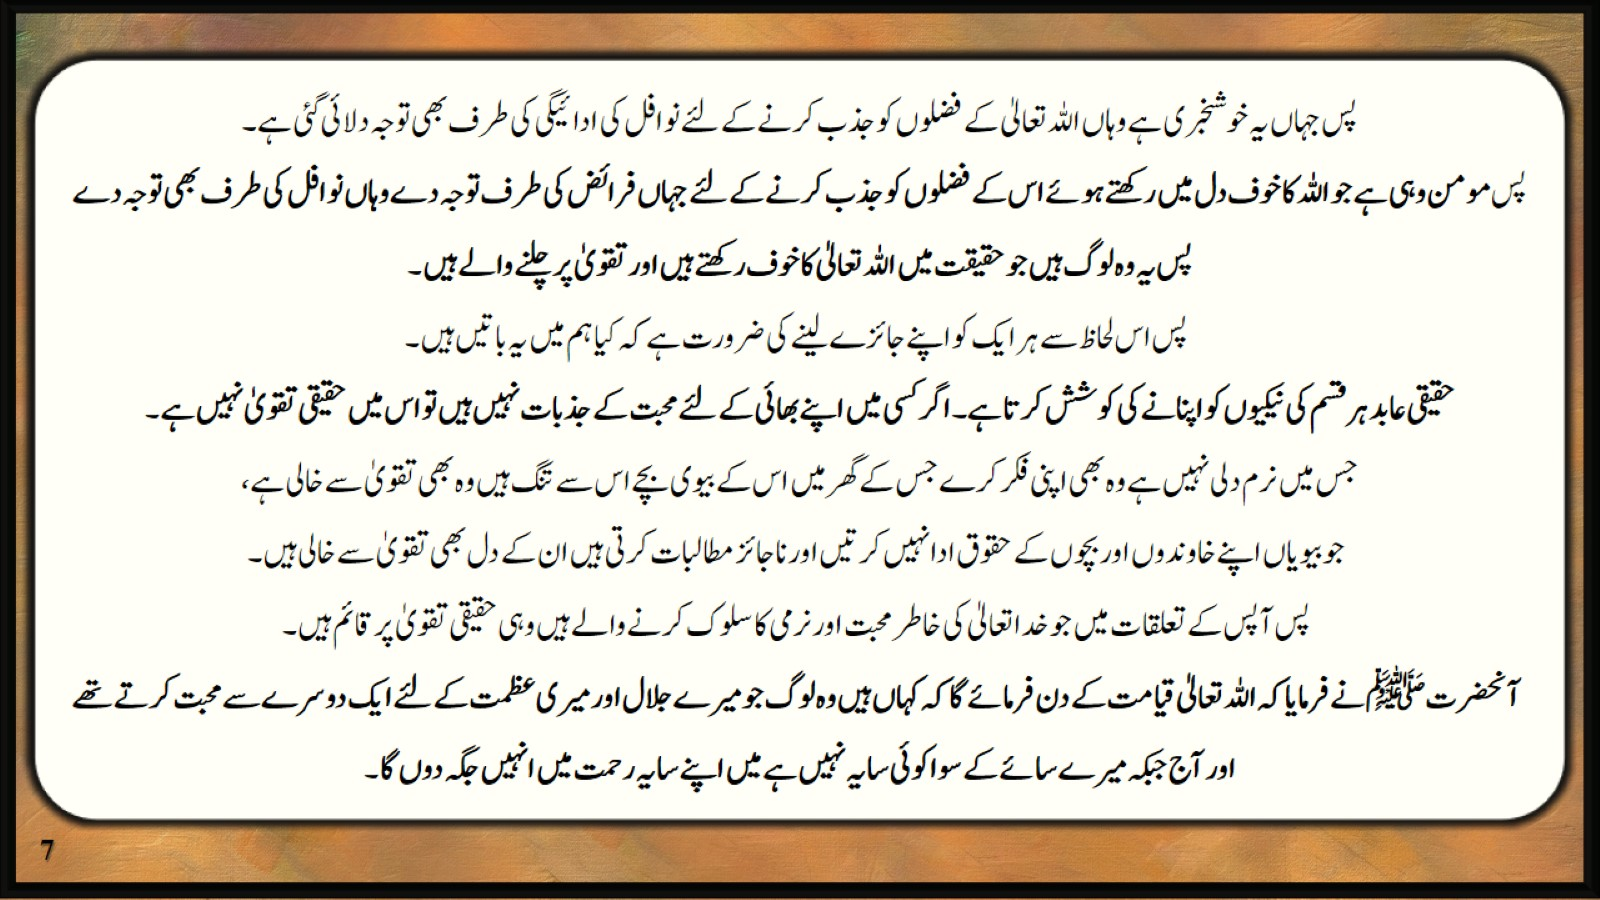 پس جہاں یہ خوشخبری ہے وہاں اللہ تعالیٰ کے فضلوں کو جذب کرنے کے لئے نوافل کی ادائیگی کی طرف بھی توجہ دلائی گئی ہے۔
پس مومن وہی ہے جو اللہ کا خوف دل میں رکھتے ہوئے اس کے فضلوں کو جذب کرنے کے لئے جہاں فرائض کی طرف توجہ دے وہاں نوافل کی طرف بھی توجہ دے
پس یہ وہ لوگ ہیں جو حقیقت میں اللہ تعالیٰ کا خوف رکھتے ہیں اور تقویٰ پر چلنے والے ہیں۔
پس اس لحاظ سے ہر ایک کو اپنے جائزے لینے کی ضرورت ہے کہ کیا ہم میں یہ باتیں ہیں۔
حقیقی عابد ہر قسم کی نیکیوں کو اپنانے کی کوشش کرتا ہے۔ اگر کسی میں اپنے بھائی کے لئے محبت کے جذبات نہیں ہیں تو اس میں حقیقی تقویٰ نہیں ہے۔
جس میں نرم دلی نہیں ہے وہ بھی اپنی فکر کرے جس کے گھر میں اس کے بیوی بچے اس سے تنگ ہیں وہ بھی تقویٰ سے خالی ہے،
جو بیویاں اپنے خاوندوں اور بچوں کے حقوق ادا نہیں کرتیں اور ناجائز مطالبات کرتی ہیں ان کے دل بھی تقویٰ سے خالی ہیں۔
پس آپس کے تعلقات میں جو خدا تعالیٰ کی خاطر محبت اور نرمی کا سلوک کرنے والے ہیں وہی حقیقی تقویٰ پر قائم ہیں۔
آنحضرت ﷺ نے فرمایا کہ اللہ تعالیٰ قیامت کے دن فرمائے گا کہ کہاں ہیں وہ لوگ جو میرے جلال اور میری عظمت کے لئے ایک دوسرے سے محبت کرتے تھے
اور آج جبکہ میرے سائے کے سوا کوئی سایہ نہیں ہے میں اپنے سایہ رحمت میں انہیں جگہ دوں گا۔
7